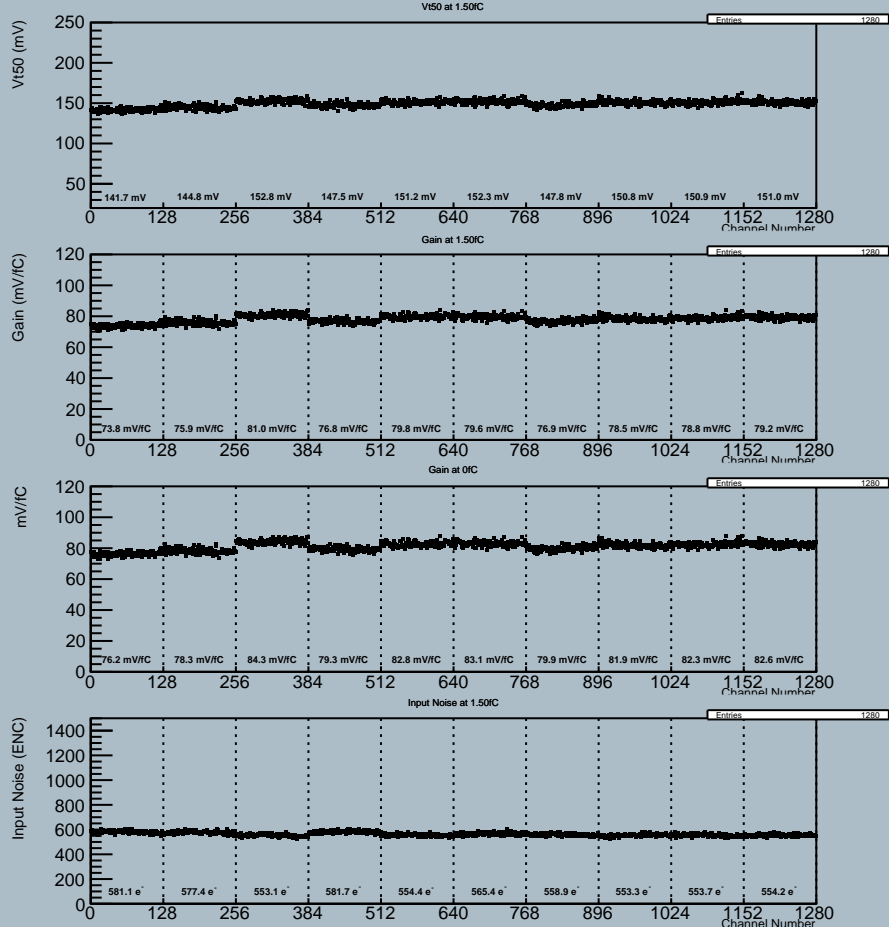 Vt50 at 1.50fC
Entries 1280
Vt50 (mV)
250
200
150
100
50
141.7 mV 144.8 mV 152.8 mV 147.5 mV 151.2 mV 152.3 mV 147.8 mV 150.8 mV 150.9 mV 151.0 mV
0 128 256 384 512 640 768 896 1024 1152 1280
Channel Number
Gain at 1.50fC
Entries 1280
Gain (mV/fC)
120
100
80
60
40
20
0
73.8 mV/fC 75.9 mV/fC 81.0 mV/fC 76.8 mV/fC 79.8 mV/fC 79.6 mV/fC 76.9 mV/fC 78.5 mV/fC 78.8 mV/fC 79.2 mV/fC
0 128 256 384 512 640 768 896 1024 1152 1280
Channel Number
Gain at 0fC
Entries 1280
mV/fC
120
100
80
60
40
20
0
76.2 mV/fC 78.3 mV/fC 84.3 mV/fC 79.3 mV/fC 82.8 mV/fC 83.1 mV/fC 79.9 mV/fC 81.9 mV/fC 82.3 mV/fC 82.6 mV/fC
0 128 256 384 512 640 768 896 1024 1152 1280
Channel Number
Input Noise at 1.50fC
Entries 1280
Input Noise (ENC)
1400
1200
1000
800
600
400
200
0
581.1 e⁻ 577.4 e⁻ 553.1 e⁻ 581.7 e⁻ 554.4 e⁻ 565.4 e⁻ 558.9 e⁻ 553.3 e⁻ 553.7 e⁻ 554.2 e⁻
0 128 256 384 512 640 768 896 1024 1152 1280
Channel Number